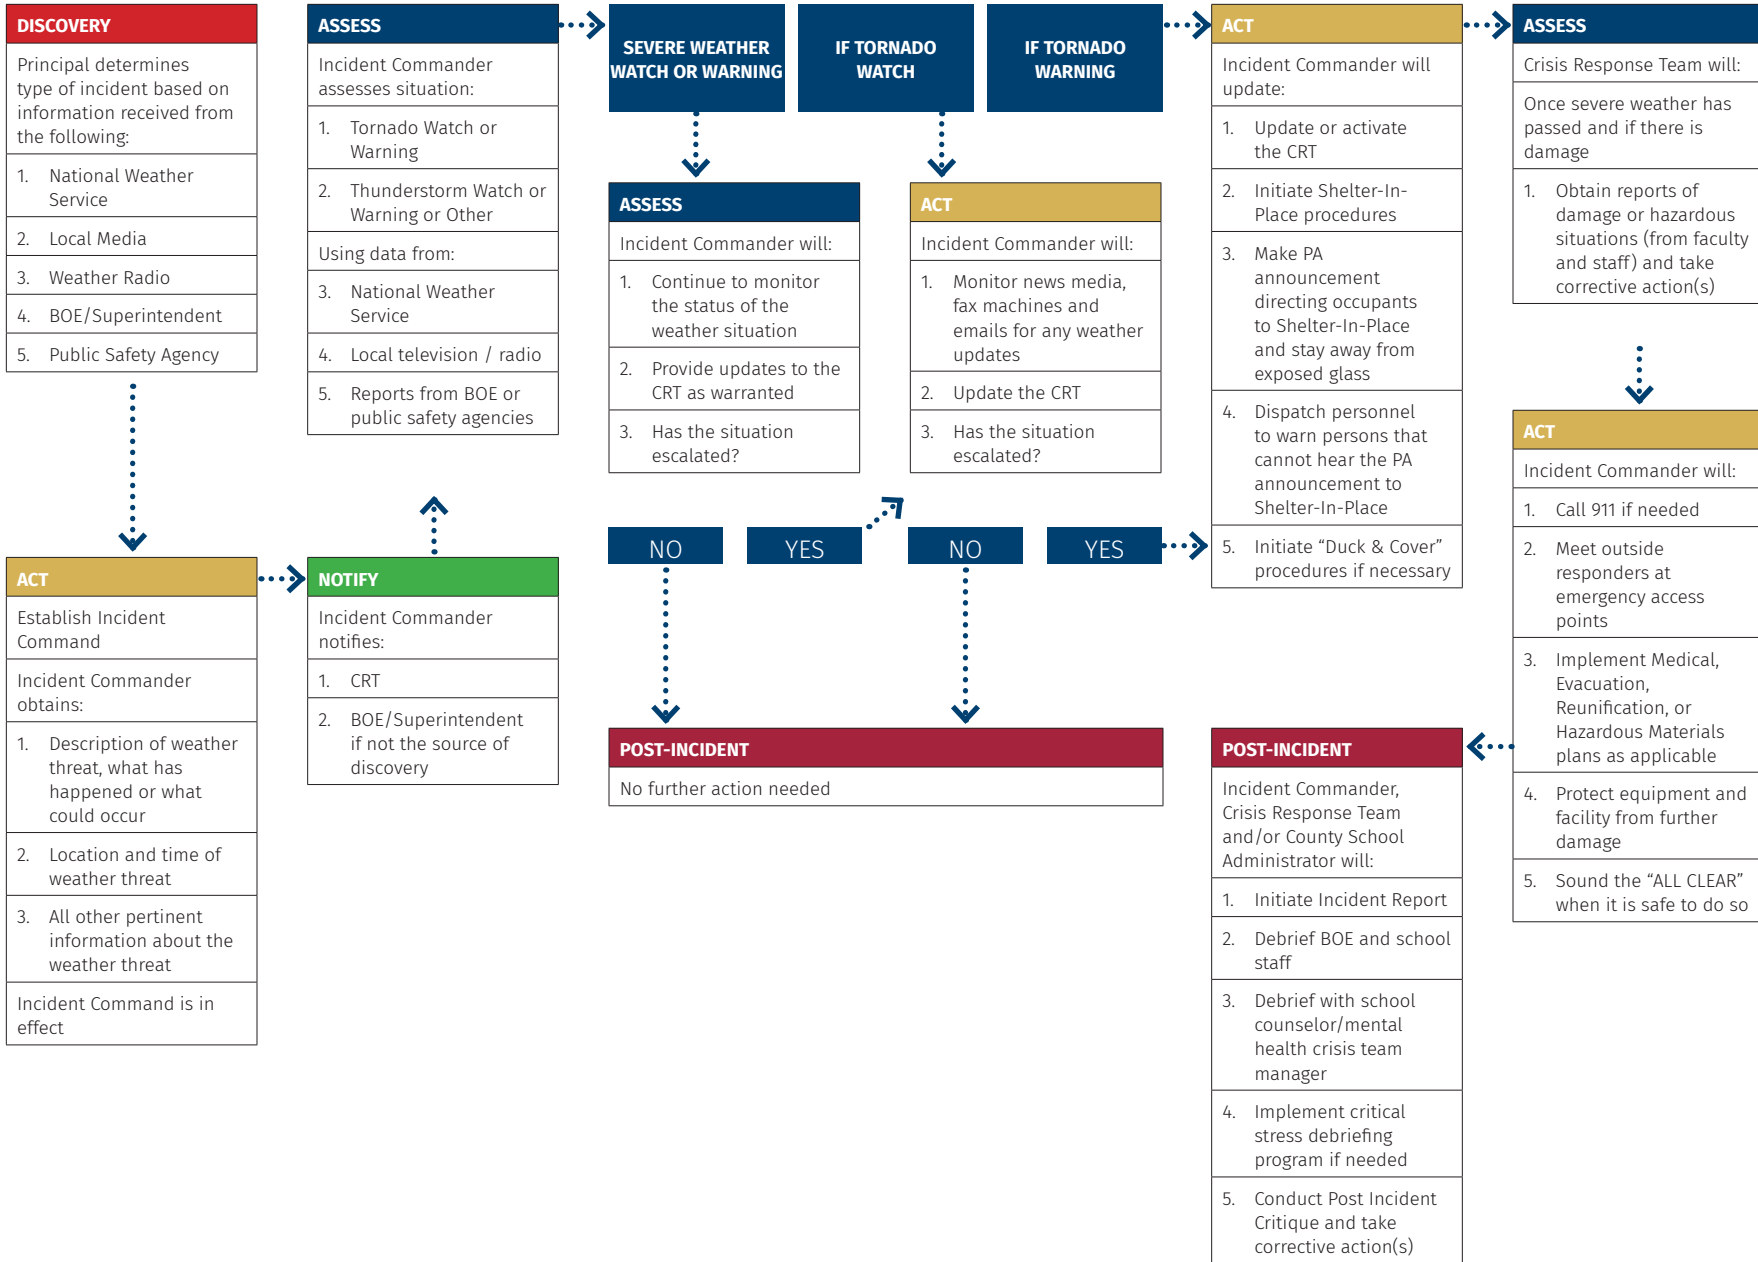 DISCOVERY
Principal determines
type of incident based on
information received from
the following:
1. National Weather
Service
2. Local Media
3. Weather Radio
4. BOE/Superintendent
5. Public Safety Agency
ACT
Establish Incident
Command
Incident Commander
obtains:
1. Description of weather
threat, what has
happened or what
could occur
2. Location and time of
weather threat
3. All other pertinent
information about the
weather threat
Incident Command is in
effect
NOTIFY
Incident Commander
notifies:
1. CRT
2. BOE/Superintendent
if not the source of
discovery
ASSESS
Incident Commander
assesses situation:
1. Tornado Watch or
Warning
2. Thunderstorm Watch or
Warning or Other
Using data from:
3. National Weather
Service
4. Local television / radio
5. Reports from BOE or
public safety agencies
SEVERE WEATHER
WATCH OR WARNING
IF TORNADO
WATCH
IF TORNADO
WARNING
ASSESS
Incident Commander will:
1. Continue to monitor
the status of the
weather situation
2. Provide updates to the
CRT as warranted
3. Has the situation
escalated?
NO
YES
ACT
Incident Commander will:
1. Monitor news media,
fax machines and
emails for any weather
updates
2. Update the CRT
3. Has the situation
escalated?
NO
YES
POST-INCIDENT
No further action needed
ACT
Incident Commander will
update:
1. Update or activate
the CRT
2. Initiate Shelter-In-
Place procedures
3. Make PA
announcement
directing occupants
to Shelter-In-Place
and stay away from
exposed glass
4. Dispatch personnel
to warn persons that
cannot hear the PA
announcement to
Shelter-In-Place
5. Initiate “Duck & Cover”
procedures if necessary
ASSESS
Crisis Response Team will:
Once severe weather has
passed and if there is
damage
1. Obtain reports of
damage or hazardous
situations (from faculty
and staff) and take
corrective action(s)
ACT
Incident Commander will:
1. Call 911 if needed
2. Meet outside
responders at
emergency access
points
3. Implement Medical,
Evacuation,
Reunification, or
Hazardous Materials
plans as applicable
4. Protect equipment and
facility from further
damage
5. Sound the “ALL CLEAR”
when it is safe to do so
POST-INCIDENT
Incident Commander,
Crisis Response Team
and/or County School
Administrator will:
1. Initiate Incident Report
2. Debrief BOE and school
staff
3. Debrief with school
counselor/mental
health crisis team
manager
4. Implement critical
stress debriefing
program if needed
5. Conduct Post Incident
Critique and take
corrective action(s)